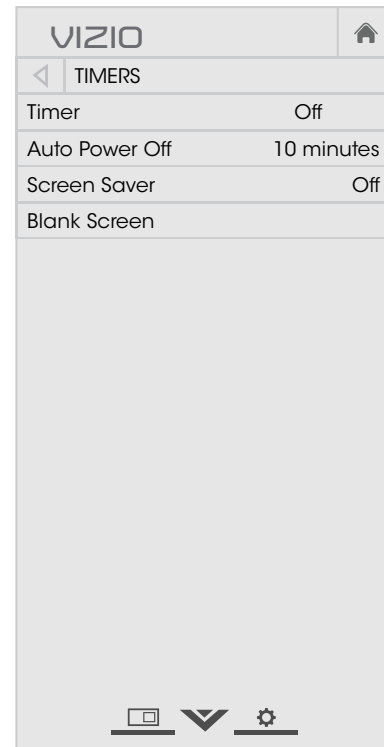 VIZIO
TIMERS
Timer Off
Auto Power Off 10 minutes
Screen Saver Off
Blank Screen